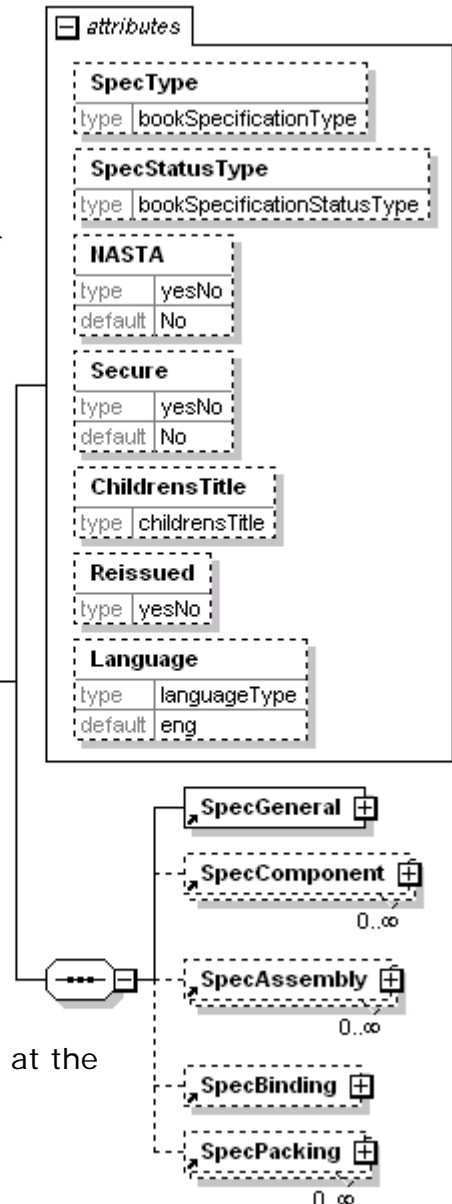 attributes
SpecType
type bookSpecificationType
SpecStatusType
type bookSpecificationStatusType
NASTA
type yesNo
default No
Secure
type yesNo
default No
ChildrensTitle
type childrensTitle
Reissued
type yesNo
Language
type languageType
default eng
SpecGeneral
SpecComponent
0..∞
SpecAssembly
0..∞
at the
SpecBinding
SpecPacking
0..∞